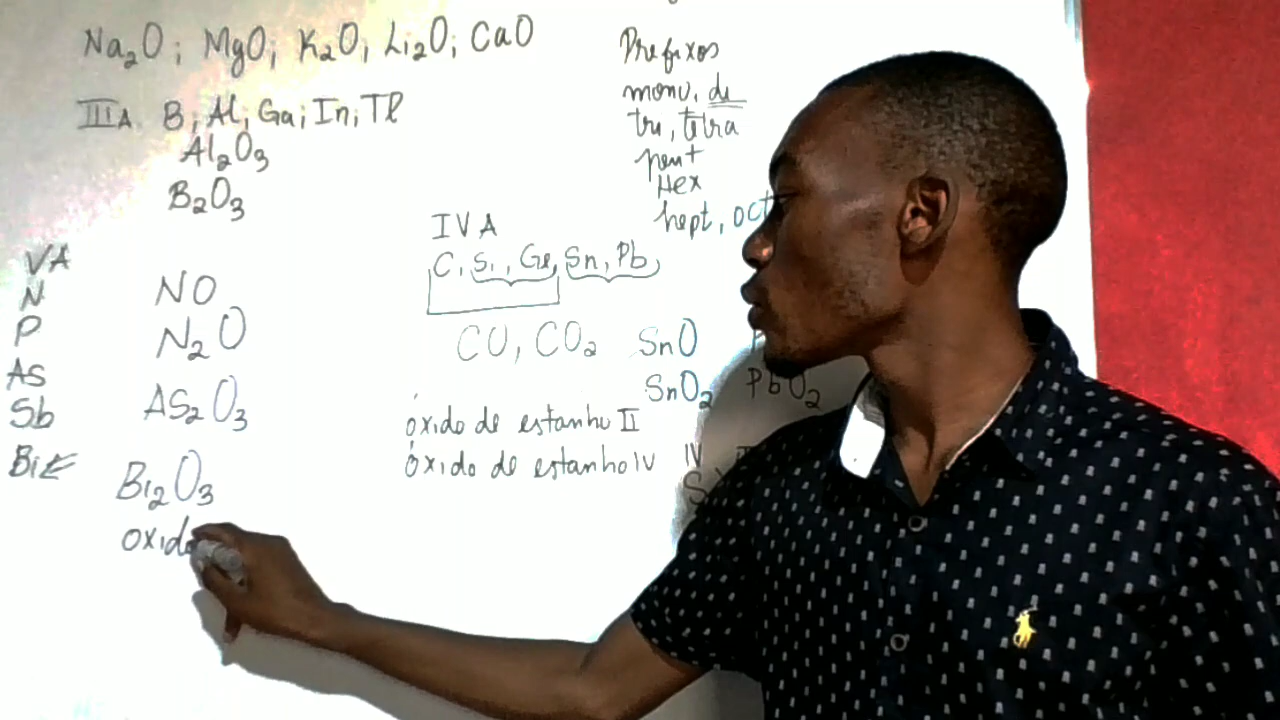 Na₂O; MgO; K₂O; Li₂O; CaO
IIIA B; Al; Ga; In; Tl
Al₂O₃
B₂O₃
Prefixos
mono, di
tri, tetra
pent
Hex
hept, oct
IVA
C, Si, Ge, Sn, Pb
CO, CO₂ SnO
SnO₂ PbO₂
óxido de estanho II
óxido de estanho IV IV
VA
N
P
As
Sb
Bi
NO
N₂O
AS₂O₃
Bi₂O₃
oxido